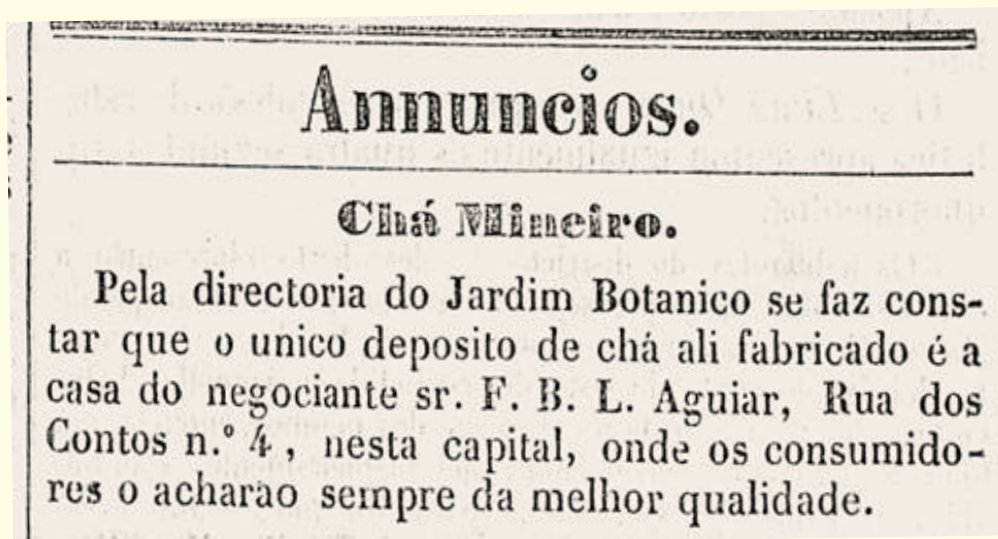 Annuncios.
Chá Mineiro.
Pela directoria do Jardim Botanico se faz cons-
tar que o unico deposito de chá ali fabricado é a
casa do negociante sr. F. B. L. Aguiar, Rua dos
Contos n.º 4, nesta capital, onde os consumido-
res o acharão sempre da melhor qualidade.